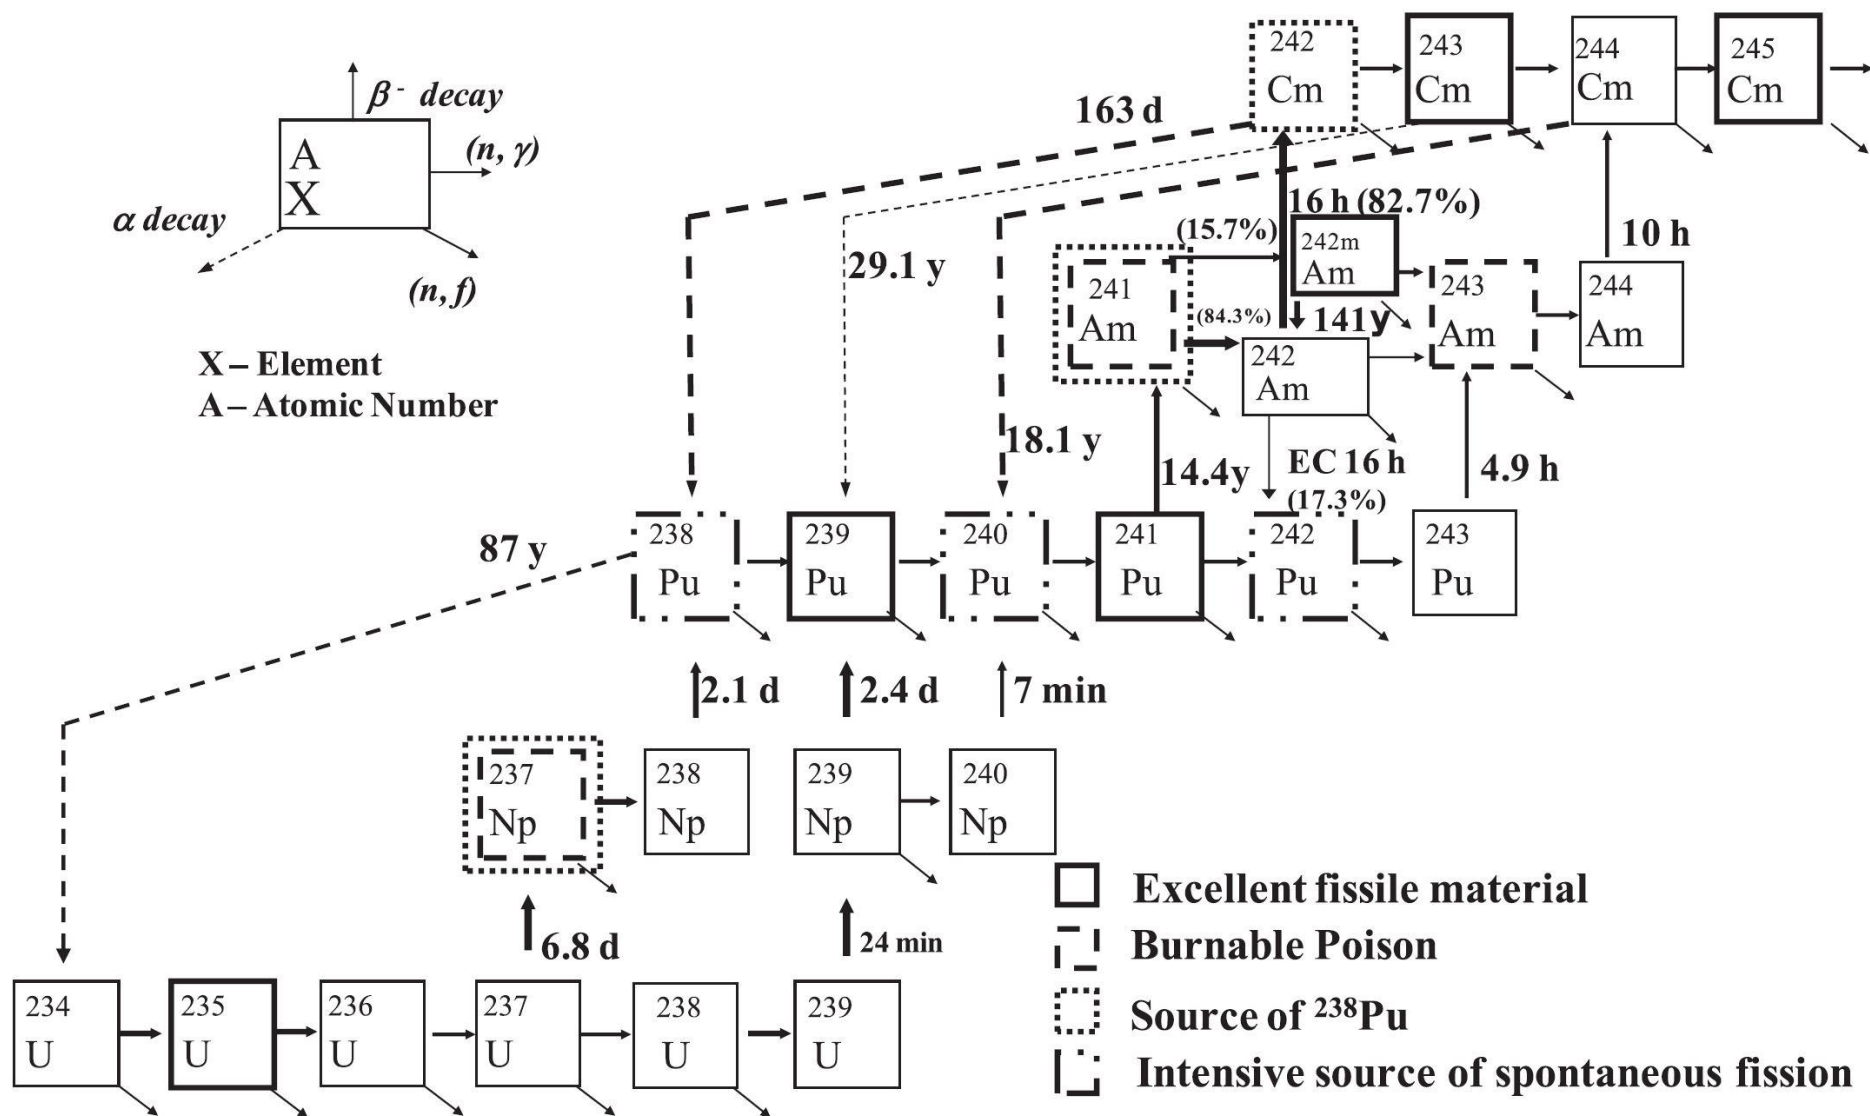 β⁻ decay
A
X
(n, γ)
α decay
(n, f)
X – Element
A – Atomic Number
242
Cm
243
Cm
244
Cm
245
Cm
163 d
16 h (82.7%)
(15.7%)
242m
Am
10 h
29.1 y
241
Am
243
Am
244
Am
(84.3%)
141y
242
Am
18.1 y
14.4y
EC 16 h
(17.3%)
4.9 h
87 y
238
Pu
239
Pu
240
Pu
241
Pu
242
Pu
243
Pu
2.1 d
2.4 d
7 min
237
Np
238
Np
239
Np
240
Np
6.8 d
24 min
234
U
235
U
236
U
237
U
238
U
239
U
Excellent fissile material
Burnable Poison
Source of ²³⁸Pu
Intensive source of spontaneous fission